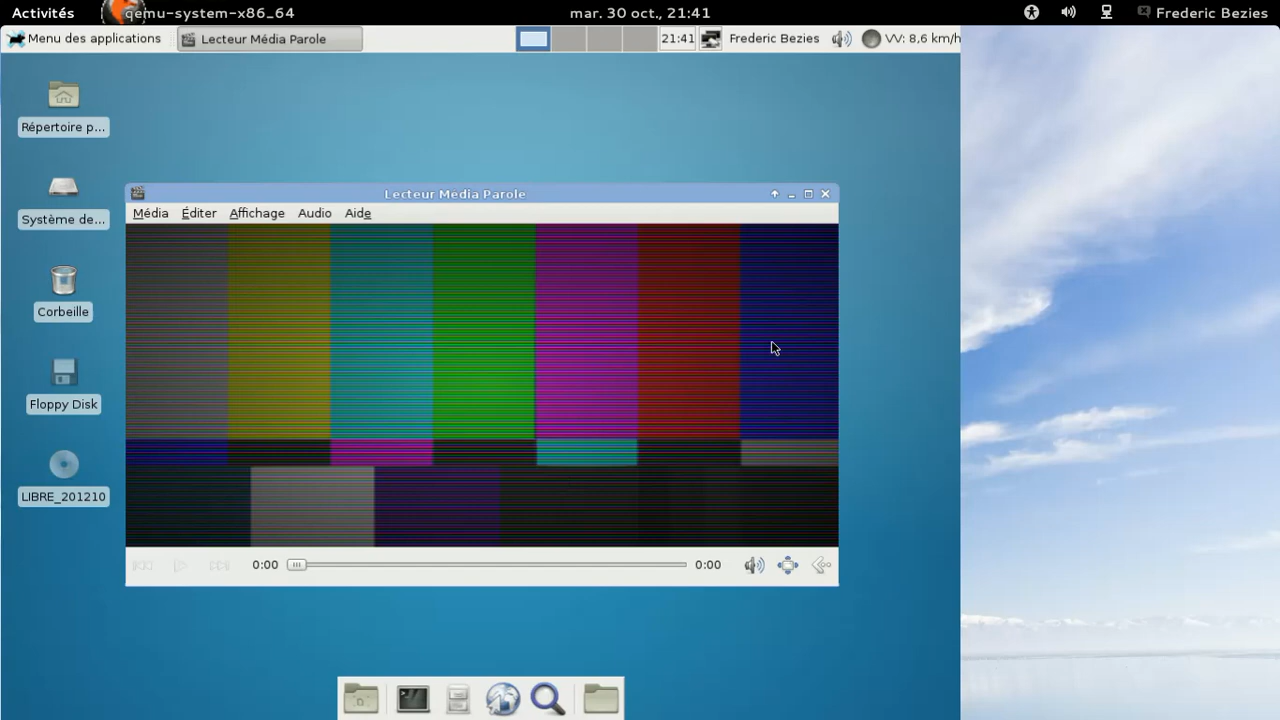 Activités
qemu-system-x86_64
mar. 30 oct., 21:41
Frederic Bezies
Menu des applications
Lecteur Média Parole
21:41
Frederic Bezies
VV: 8,6 km/h
Répertoire p...
Système de...
Corbeille
Floppy Disk
LIBRE_201210
Lecteur Média Parole
Média Éditer Affichage Audio Aide
0:00
0:00